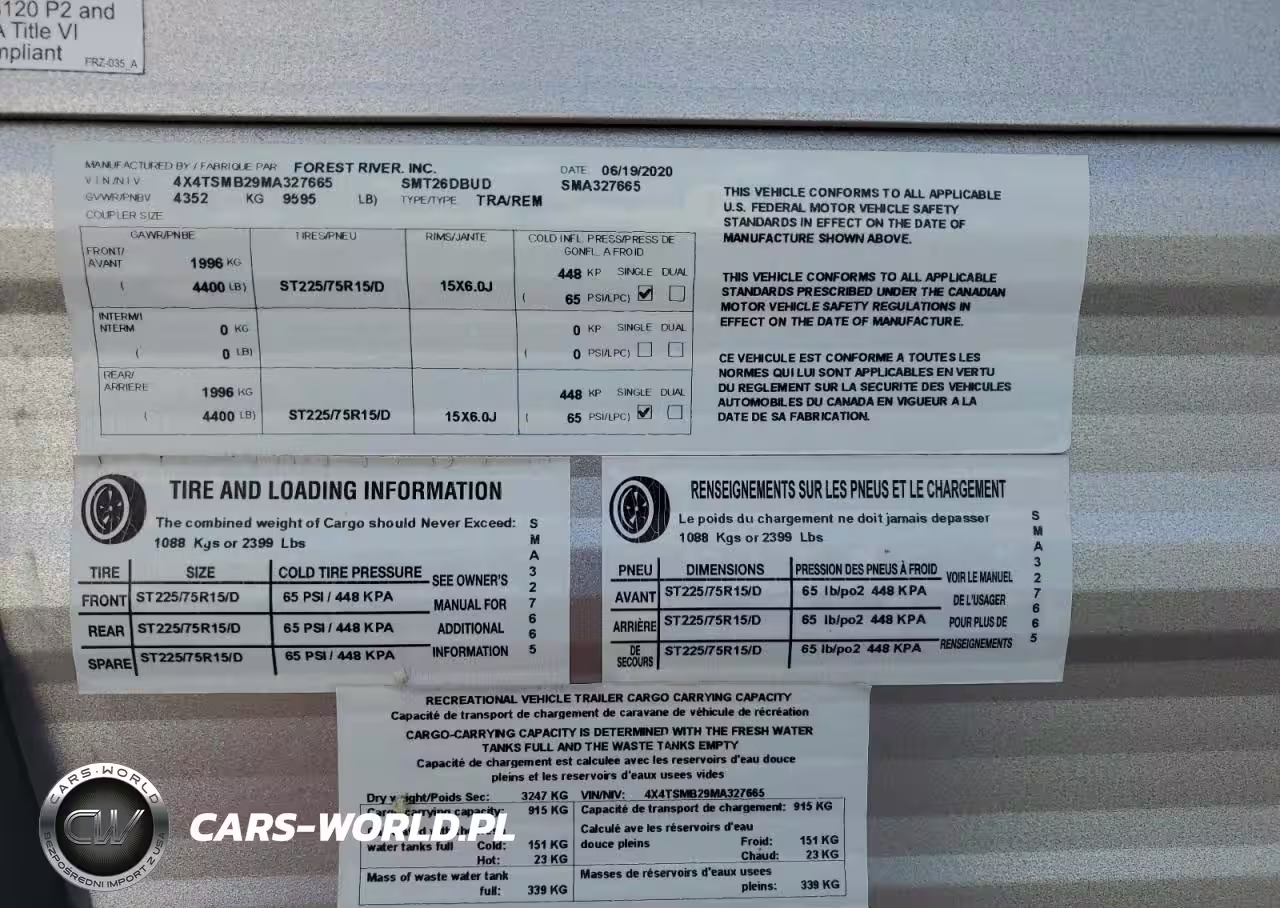 120 P2 and
A Title VI
mpliant
FRZ-035_A
MANUFACTURED BY / FABRIQUE PAR FOREST RIVER. INC. DATE: 06/19/2020
VIN/NIV 4X4TSMB29MA327665 SMT26DBUD SMA327665
GVWR/PNBV 4352 KG 9595 LB) TYPE/TYPE TRA/REM
COUPLER SIZE
GAWR/PNBE TIRES/PNEU RIMS/JANTE COLD INFL. PRESS/PRESS DE
GONFL. A FROID
FRONT/
AVANT 1996 KG 448 KP SINGLE DUAL
( 4400 LB) ST225/75R15/D 15X6.0J ( 65 PSI/LPC)
INTERM/I
NTERM 0 KG 0 KP SINGLE DUAL
( 0 LB) ( 0 PSI/LPC)
REAR/
ARRIERE 1996 KG 448 KP SINGLE DUAL
( 4400 LB) ST225/75R15/D 15X6.0J ( 65 PSI/LPC)
THIS VEHICLE CONFORMS TO ALL APPLICABLE
U.S. FEDERAL MOTOR VEHICLE SAFETY
STANDARDS IN EFFECT ON THE DATE OF
MANUFACTURE SHOWN ABOVE.
THIS VEHICLE CONFORMS TO ALL APPLICABLE
STANDARDS PRESCRIBED UNDER THE CANADIAN
MOTOR VEHICLE SAFETY REGULATIONS IN
EFFECT ON THE DATE OF MANUFACTURE.
CE VEHICULE EST CONFORME A TOUTES LES
NORMES QUI LUI SONT APPLICABLES EN VERTU
DU REGLEMENT SUR LA SECURITE DES VEHICULES
AUTOMOBILES DU CANADA EN VIGUEUR A LA
DATE DE SA FABRICATION.
TIRE AND LOADING INFORMATION
The combined weight of Cargo should Never Exceed:
1088 Kgs or 2399 Lbs
TIRE SIZE COLD TIRE PRESSURE
FRONT ST225/75R15/D 65 PSI / 448 KPA
REAR ST225/75R15/D 65 PSI / 448 KPA
SPARE ST225/75R15/D 65 PSI / 448 KPA
SEE OWNER'S
MANUAL FOR
ADDITIONAL
INFORMATION
SMA327665
RENSEIGNEMENTS SUR LES PNEUS ET LE CHARGEMENT
Le poids du chargement ne doit jamais depasser
1088 Kgs or 2399 Lbs
PNEU DIMENSIONS PRESSION DES PNEUS À FROID
AVANT ST225/75R15/D 65 lb/po2 448 KPA
ARRIÈRE ST225/75R15/D 65 lb/po2 448 KPA
DE
SECOURS ST225/75R15/D 65 lb/po2 448 KPA
VOIR LE MANUEL
DE L'USAGER
POUR PLUS DE
RENSEIGNEMENTS
SMA327665
RECREATIONAL VEHICLE TRAILER CARGO CARRYING CAPACITY
Capacité de transport de chargement de caravane de véhicule de récréation
CARGO-CARRYING CAPACITY IS DETERMINED WITH THE FRESH WATER
TANKS FULL AND THE WASTE TANKS EMPTY
Capacité de chargement est calculee avec les reservoirs d'eau douce
pleins et les reservoirs d'eaux usees vides
Dry weight/Poids Sec: 3247 KG VIN/NIV: 4X4TSMB29MA327665
Cargo carrying capacity: 915 KG
water tanks full Cold: 151 KG
Hot: 23 KG
Mass of waste water tank
full: 339 KG
Capacité de transport de chargement: 915 KG
Calculé ave les réservoirs d'eau
douce pleins Froid: 151 KG
Chaud: 23 KG
Masses de réservoirs d'eaux usees
pleins: 339 KG
CARS-WORLD
CW
BEZPOŚREDNI IMPORT Z USA
CARS-WORLD.PL